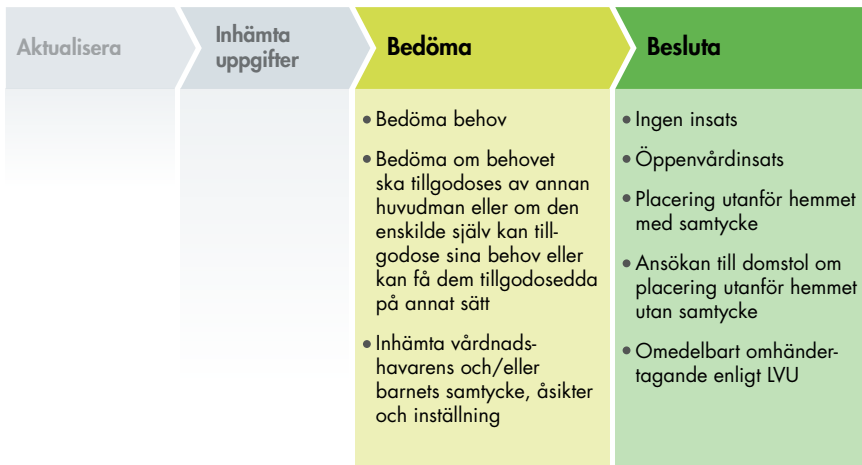 Aktualisera
Inhämta
uppgifter
Bedöma
Besluta
• Bedöma behov
• Bedöma om behovet
ska tillgodoses av annan
huvudman eller om den
enskilde själv kan till-
godose sina behov eller
kan få dem tillgodosedda
på annat sätt
• Inhämta vårdnads-
havarens och/eller
barnets samtycke, åsikter
och inställning
• Ingen insats
• Öppenvårdinsats
• Placering utanför hemmet
med samtycke
• Ansökan till domstol om
placering utanför hemmet
utan samtycke
• Omedelbart omhänder-
tagande enligt LVU